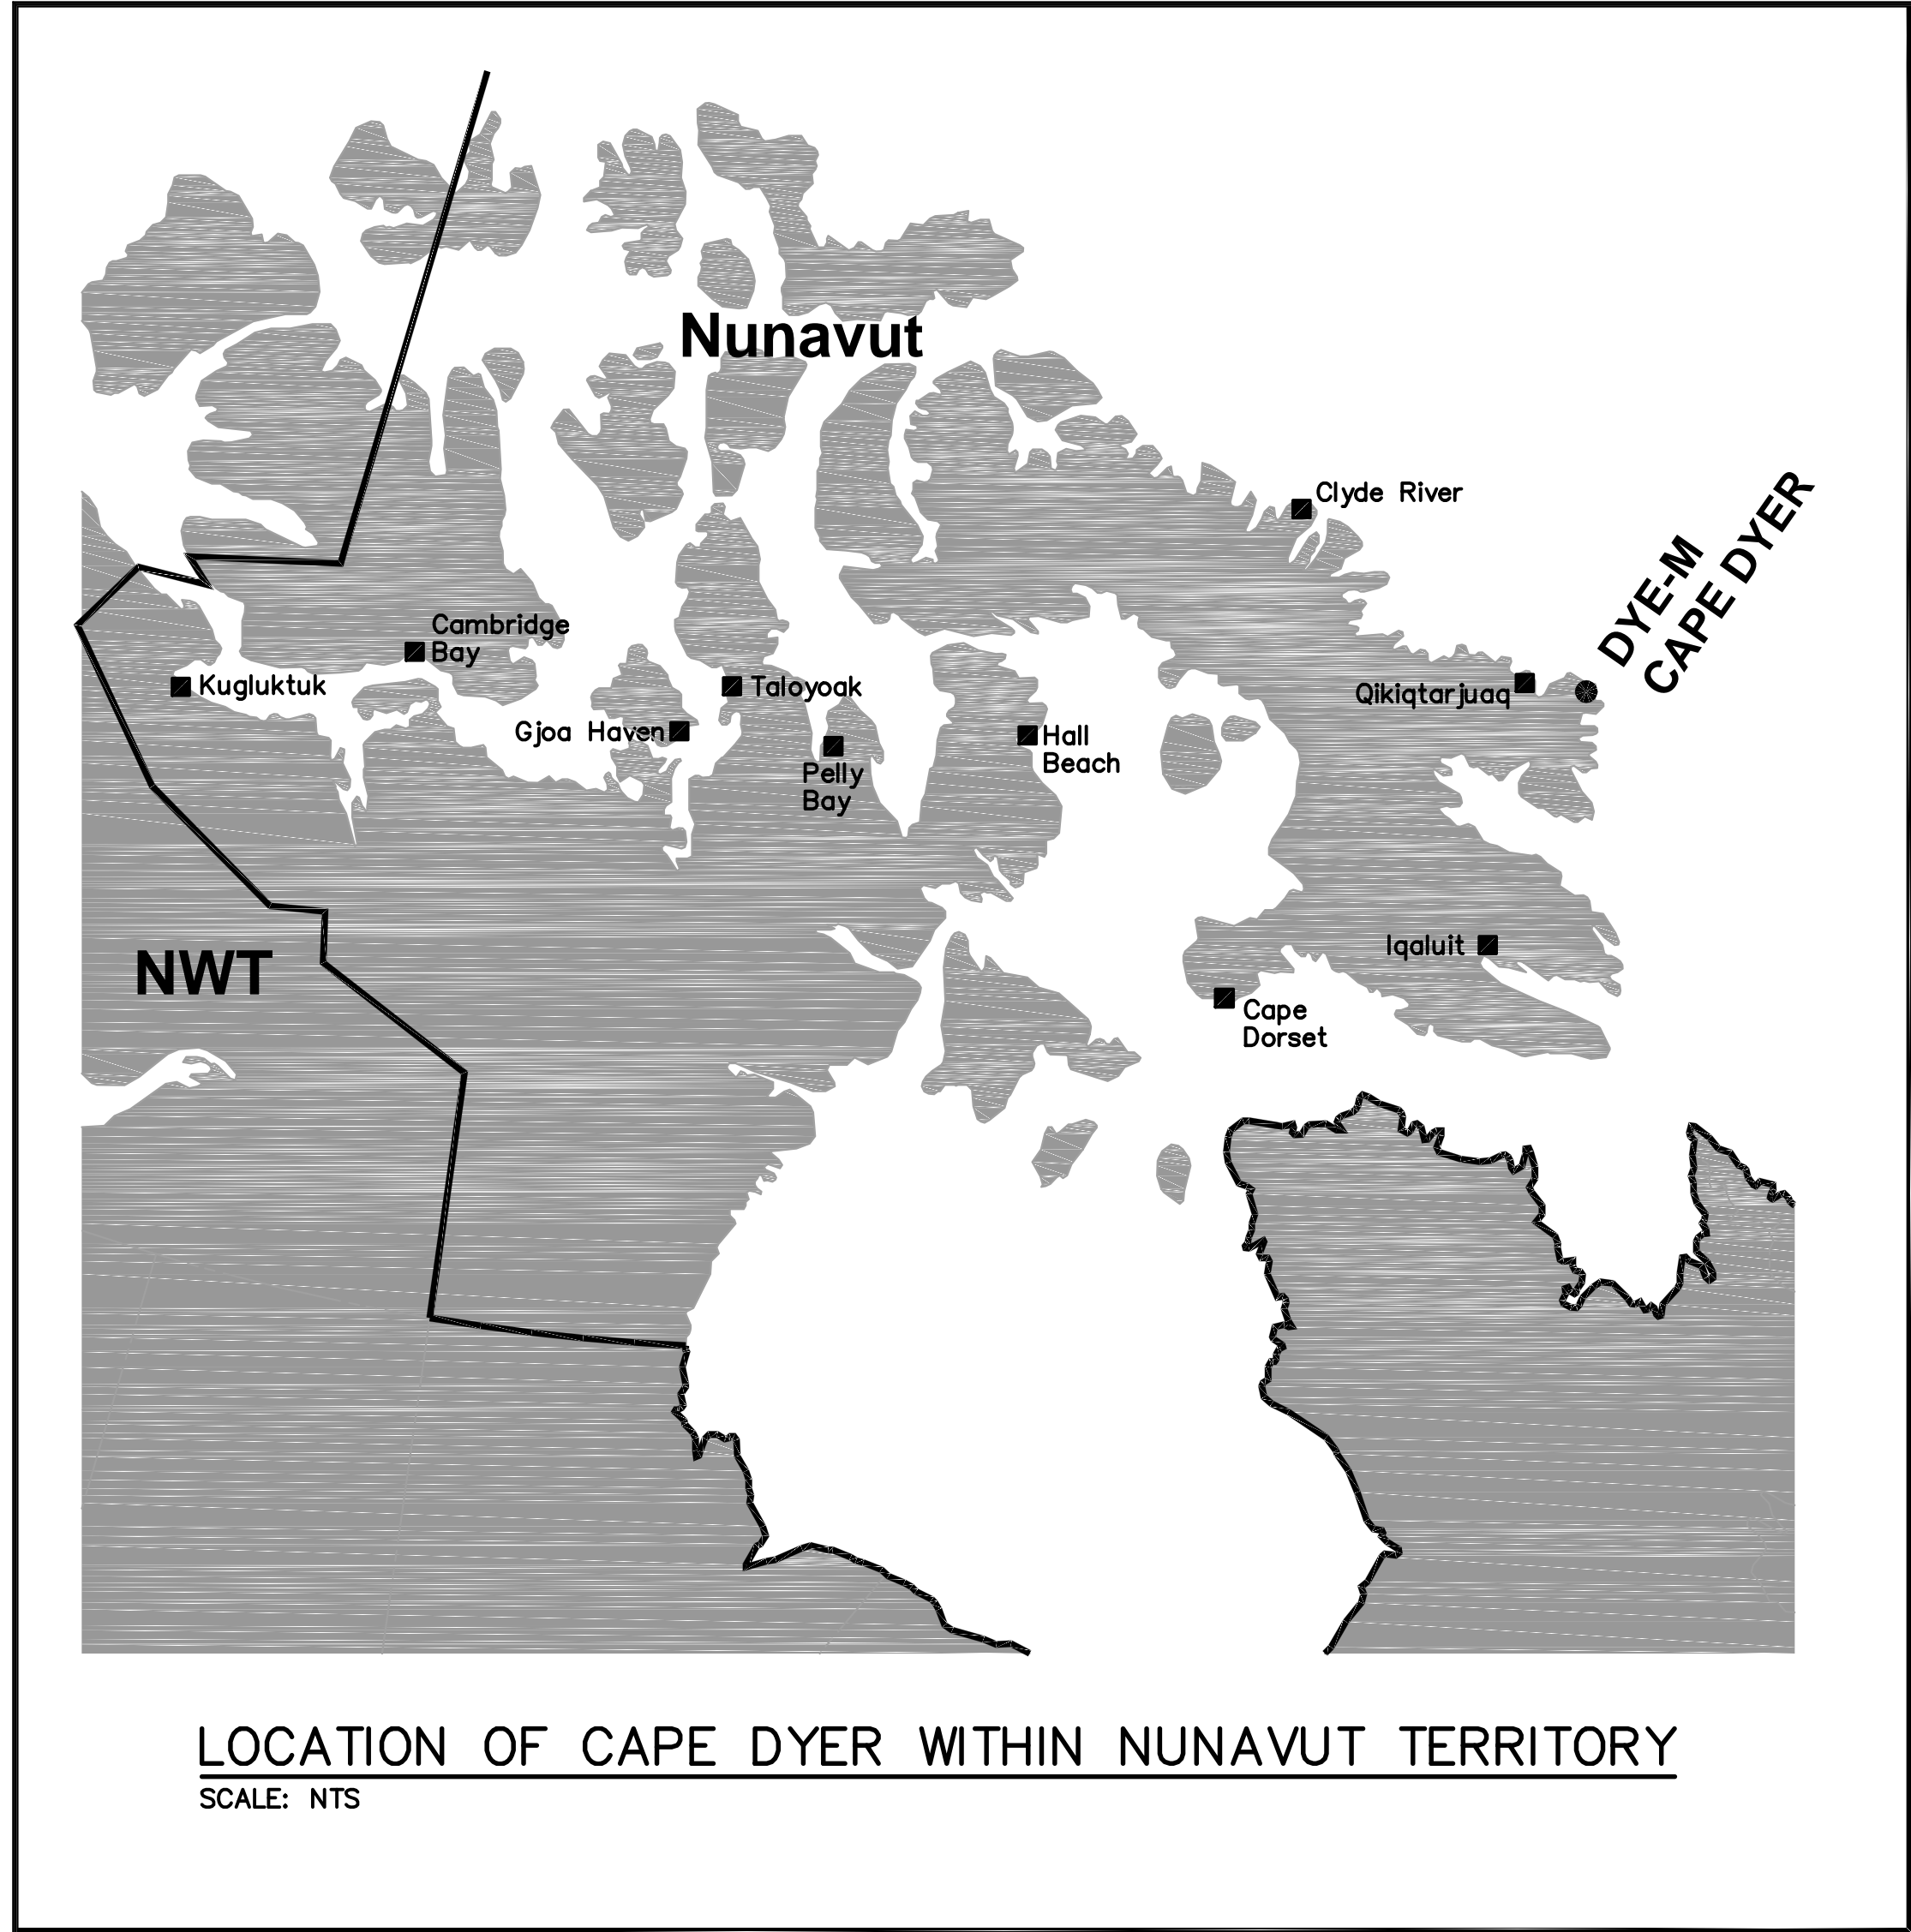 Nunavut
Clyde River
DYE-M
CAPE DYER
Cambridge
Bay
Kugluktuk
Taloyoak
Qikiqtarjuaq
Gjoa Haven
Hall
Beach
Pelly
Bay
NWT
Iqaluit
Cape
Dorset
LOCATION OF CAPE DYER WITHIN NUNAVUT TERRITORY
SCALE: NTS